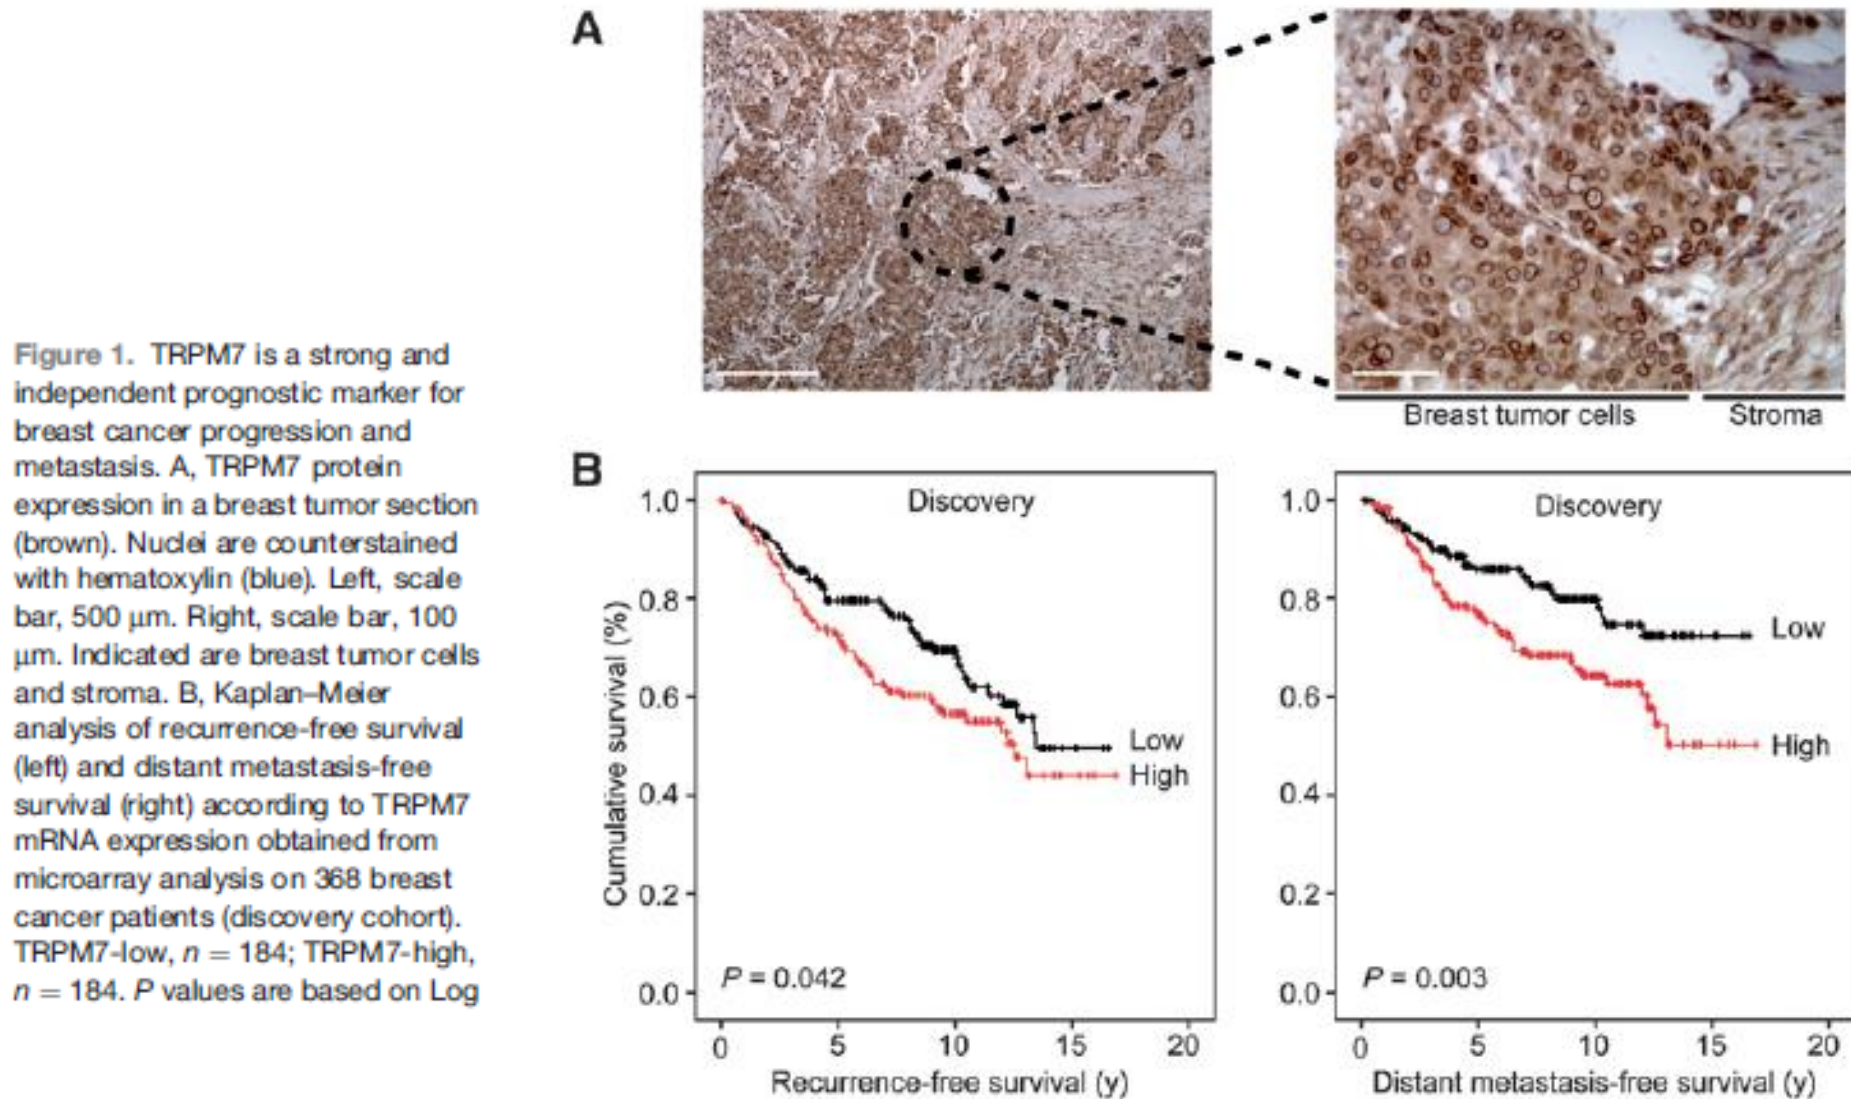 Figure 1. TRPM7 is a strong and
independent prognostic marker for
breast cancer progression and
metastasis. A, TRPM7 protein
expression in a breast tumor section
(brown). Nuclei are counterstained
with hematoxylin (blue). Left, scale
bar, 500 μm. Right, scale bar, 100
μm. Indicated are breast tumor cells
and stroma. B, Kaplan–Meier
analysis of recurrence-free survival
(left) and distant metastasis-free
survival (right) according to TRPM7
mRNA expression obtained from
microarray analysis on 368 breast
cancer patients (discovery cohort).
TRPM7-low, n = 184; TRPM7-high,
n = 184. P values are based on Log
A
Breast tumor cells
Stroma
B
Cumulative survival (%)
1.0
0.8
0.6
0.4
0.2
0.0
Discovery
Low
High
P = 0.042
0 5 10 15 20
Recurrence-free survival (y)
1.0
0.8
0.6
0.4
0.2
0.0
Discovery
Low
High
P = 0.003
0 5 10 15 20
Distant metastasis-free survival (y)